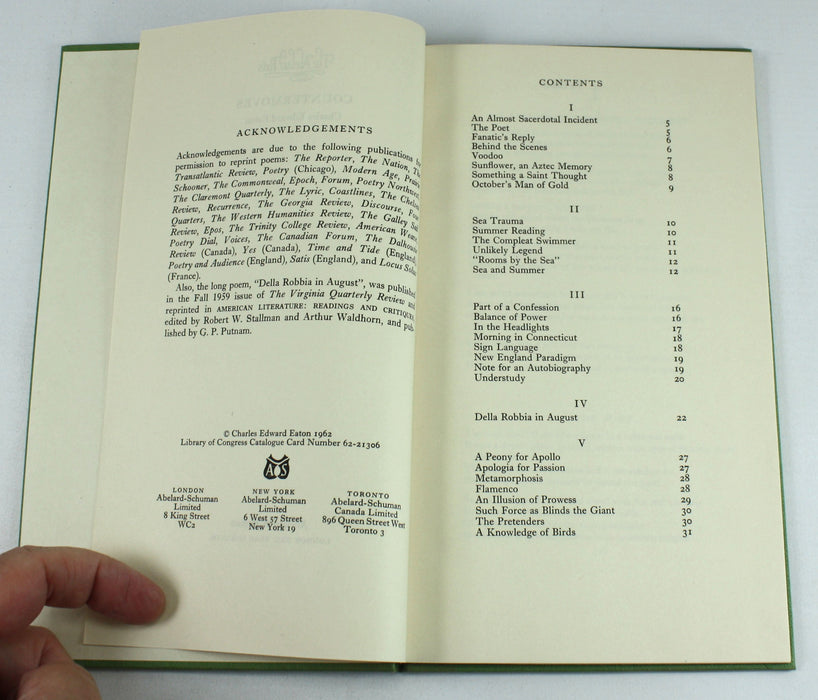 ACKNOWLEDGEMENTS
Acknowledgements are due to the following publications for
permission to reprint poems: The Reporter, The Nation, The
Transatlantic Review, Poetry (Chicago), Modern Age, Prairie
Schooner, The Commonweal, Epoch, Forum, Poetry Northwest,
The Claremont Quarterly, The Lyric, Coastlines, The Chelsea
Review, Recurrence, The Georgia Review, Discourse, Four
Quarters, The Western Humanities Review, The Galley Sail
Review, Epos, The Trinity College Review, American Weave,
Poetry Dial, Voices, The Canadian Forum, The Dalhousie
Review (Canada), Yes (Canada), Time and Tide (England),
Poetry and Audience (England), Satis (England), and Locus Solus
(France).
Also, the long poem, "Della Robbia in August", was published
in the Fall 1959 issue of The Virginia Quarterly Review and
reprinted in AMERICAN LITERATURE: READINGS AND CRITIQUES,
edited by Robert W. Stallman and Arthur Waldhorn, and pub-
lished by G. P. Putnam.
© Charles Edward Eaton 1962
Library of Congress Catalogue Card Number 62-21306
AS
LONDON
Abelard-Schuman
Limited
8 King Street
WC2
NEW YORK
Abelard-Schuman
Limited
6 West 57 Street
New York 19
TORONTO
Abelard-Schuman
Canada Limited
896 Queen Street West
Toronto 3
CONTENTS
I
An Almost Sacerdotal Incident 5
The Poet 5
Fanatic's Reply 6
Behind the Scenes 6
Voodoo 7
Sunflower, an Aztec Memory 8
Something a Saint Thought 8
October's Man of Gold 9
II
Sea Trauma 10
Summer Reading 10
The Compleat Swimmer 11
Unlikely Legend 11
"Rooms by the Sea" 12
Sea and Summer 12
III
Part of a Confession 16
Balance of Power 16
In the Headlights 17
Morning in Connecticut 18
Sign Language 18
New England Paradigm 19
Note for an Autobiography 19
Understudy 20
IV
Della Robbia in August 22
V
A Peony for Apollo 27
Apologia for Passion 27
Metamorphosis 28
Flamenco 28
An Illusion of Prowess 29
Such Force as Blinds the Giant 30
The Pretenders 30
A Knowledge of Birds 31